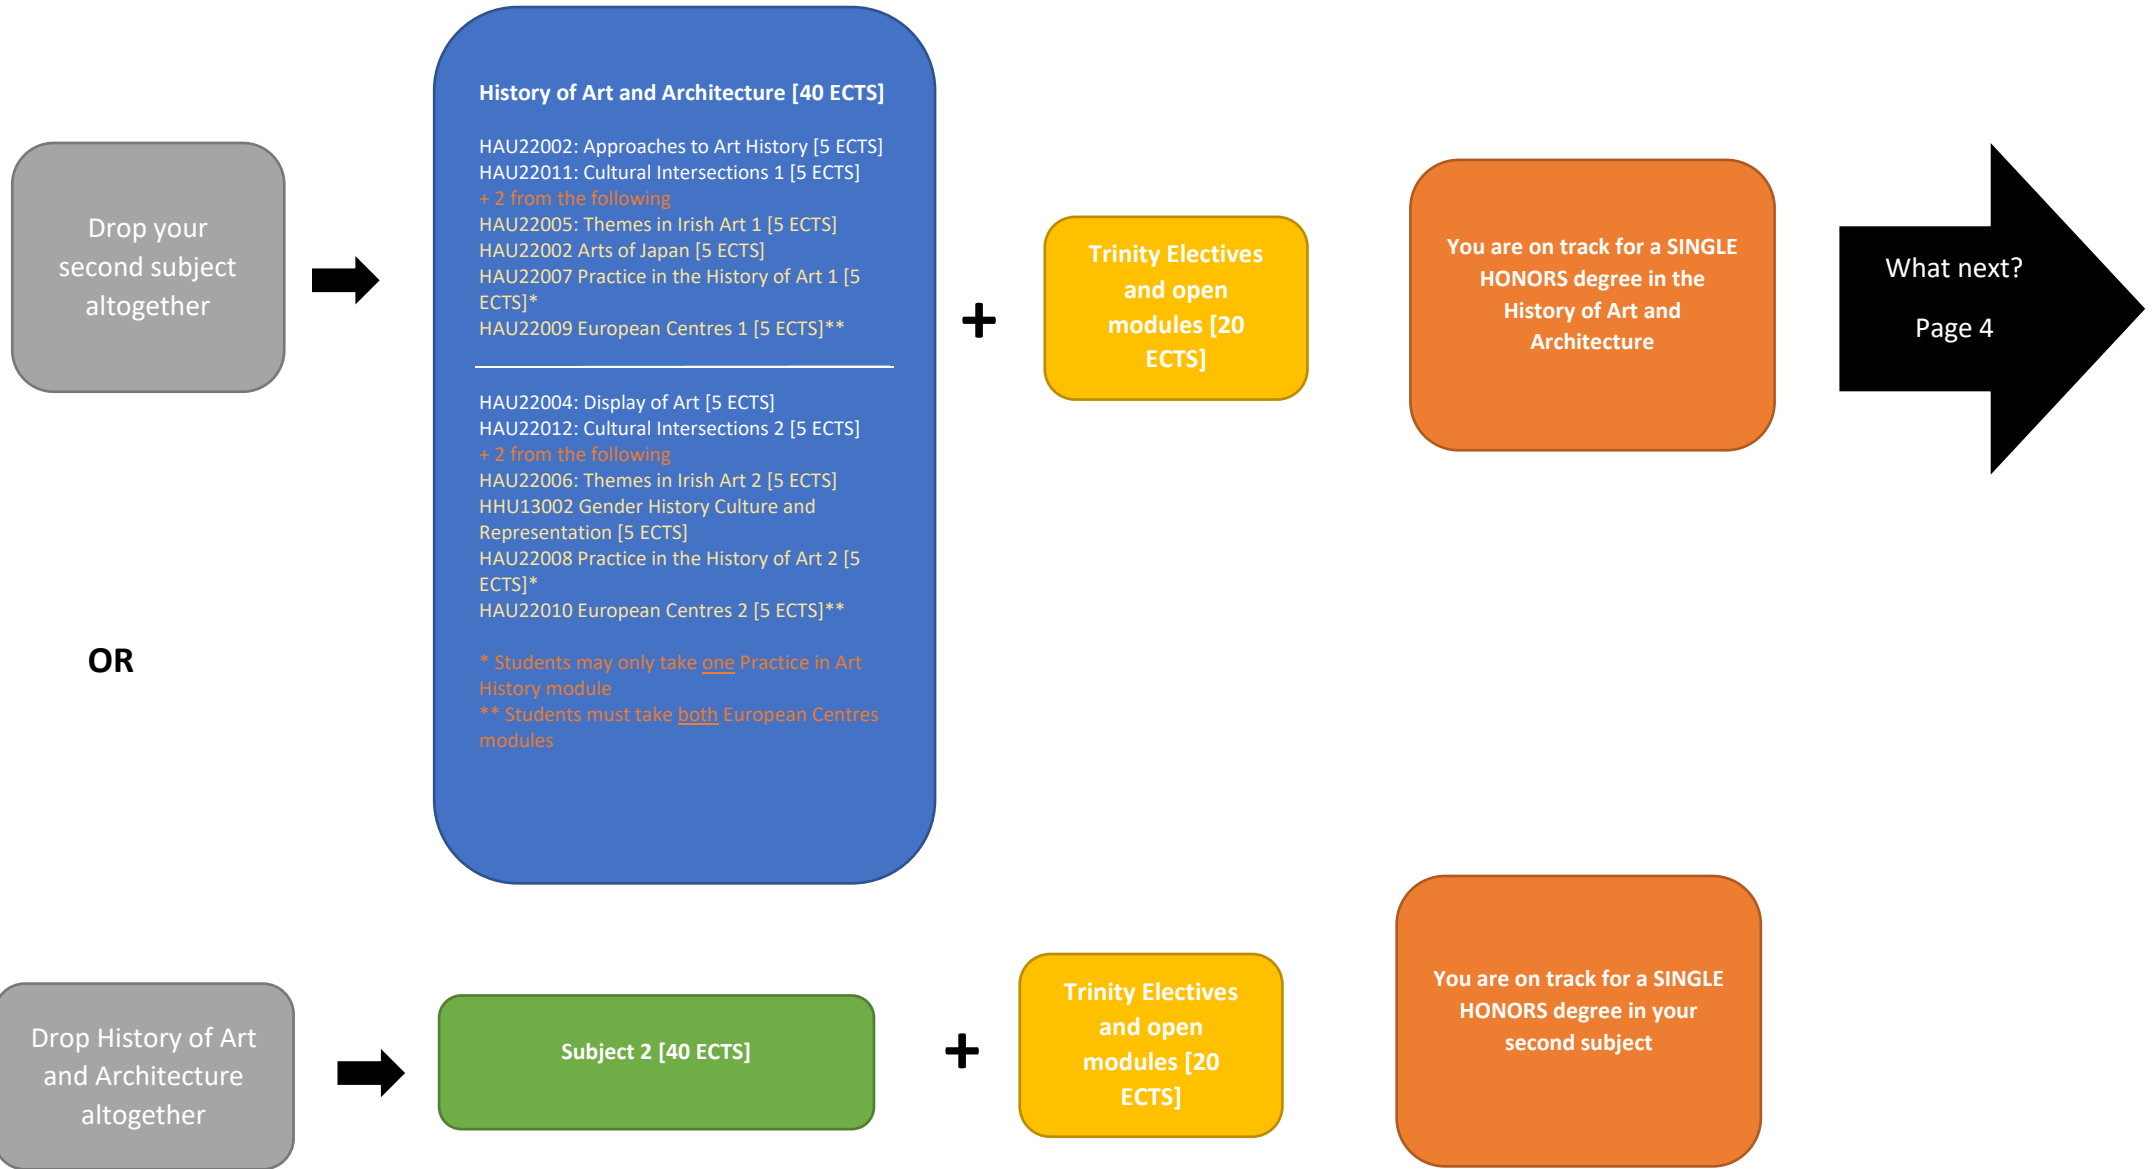 Drop your
second subject
altogether
History of Art and Architecture [40 ECTS]
HAU22002: Approaches to Art History [5 ECTS]
HAU22011: Cultural Intersections 1 [5 ECTS]
+ 2 from the following
HAU22005: Themes in Irish Art 1 [5 ECTS]
HAU22002 Arts of Japan [5 ECTS]
HAU22007 Practice in the History of Art 1 [5
ECTS]*
HAU22009 European Centres 1 [5 ECTS]**
HAU22004: Display of Art [5 ECTS]
HAU22012: Cultural Intersections 2 [5 ECTS]
+ 2 from the following
HAU22006: Themes in Irish Art 2 [5 ECTS]
HHU13002 Gender History Culture and
Representation [5 ECTS]
HAU22008 Practice in the History of Art 2 [5
ECTS]*
HAU22010 European Centres 2 [5 ECTS]**
* Students may only take one Practice in Art
History module
** Students must take both European Centres
modules
+
Trinity Electives
and open
modules [20
ECTS]
You are on track for a SINGLE
HONORS degree in the
History of Art and
Architecture
What next?
Page 4
OR
Drop History of Art
and Architecture
altogether
Subject 2 [40 ECTS]
+
Trinity Electives
and open
modules [20
ECTS]
You are on track for a SINGLE
HONORS degree in your
second subject